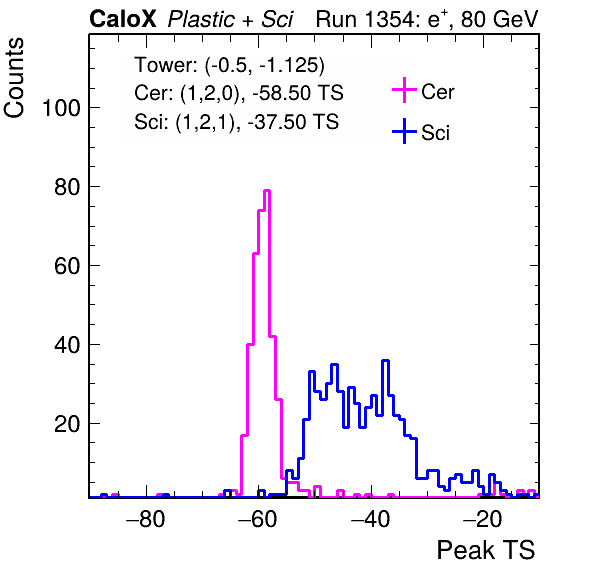 CaloX Plastic + Sci Run 1354: e+, 80 GeV
Tower: (-0.5, -1.125)
Cer: (1,2,0), -58.50 TS
Sci: (1,2,1), -37.50 TS
Cer
Sci
Counts
100
80
60
40
20
−80 −60 −40 −20
Peak TS